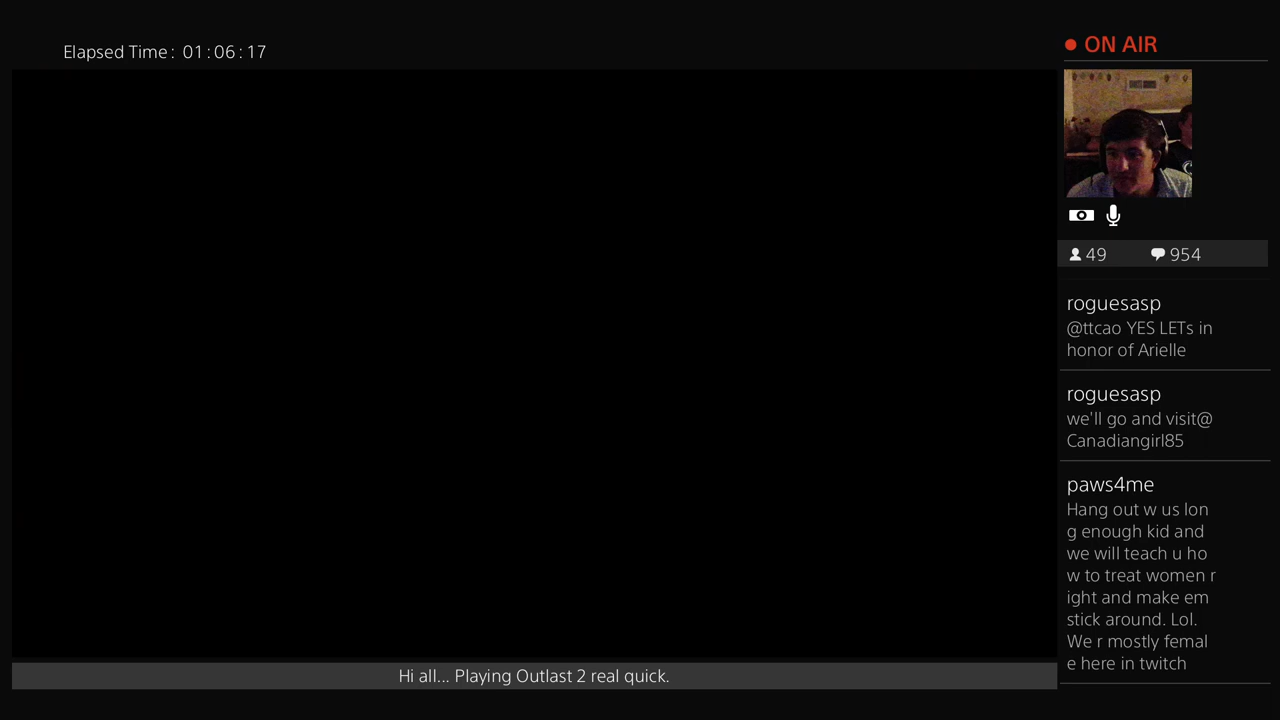 Elapsed Time: 01:06:17
ON AIR
49 954
roguesasp
@ttcao YES LETs in
honor of Arielle
roguesasp
we'll go and visit@
Canadiangirl85
paws4me
Hang out w us lon
g enough kid and
we will teach u ho
w to treat women r
ight and make em
stick around. Lol.
We r mostly femal
e here in twitch
Hi all... Playing Outlast 2 real quick.